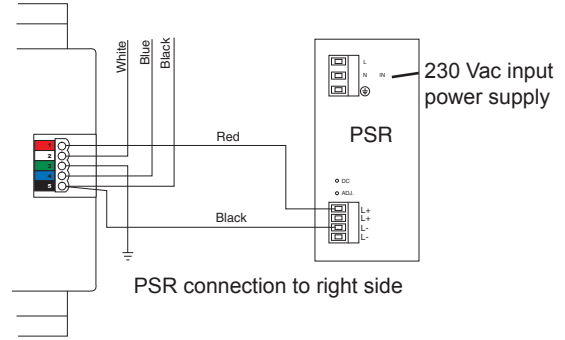 White
Blue
Black
L
N IN
230 Vac input
power supply
PSR
1
2
3
4
5
Red
DC
ADJ.
L+
L+
L-
L-
Black
PSR connection to right side